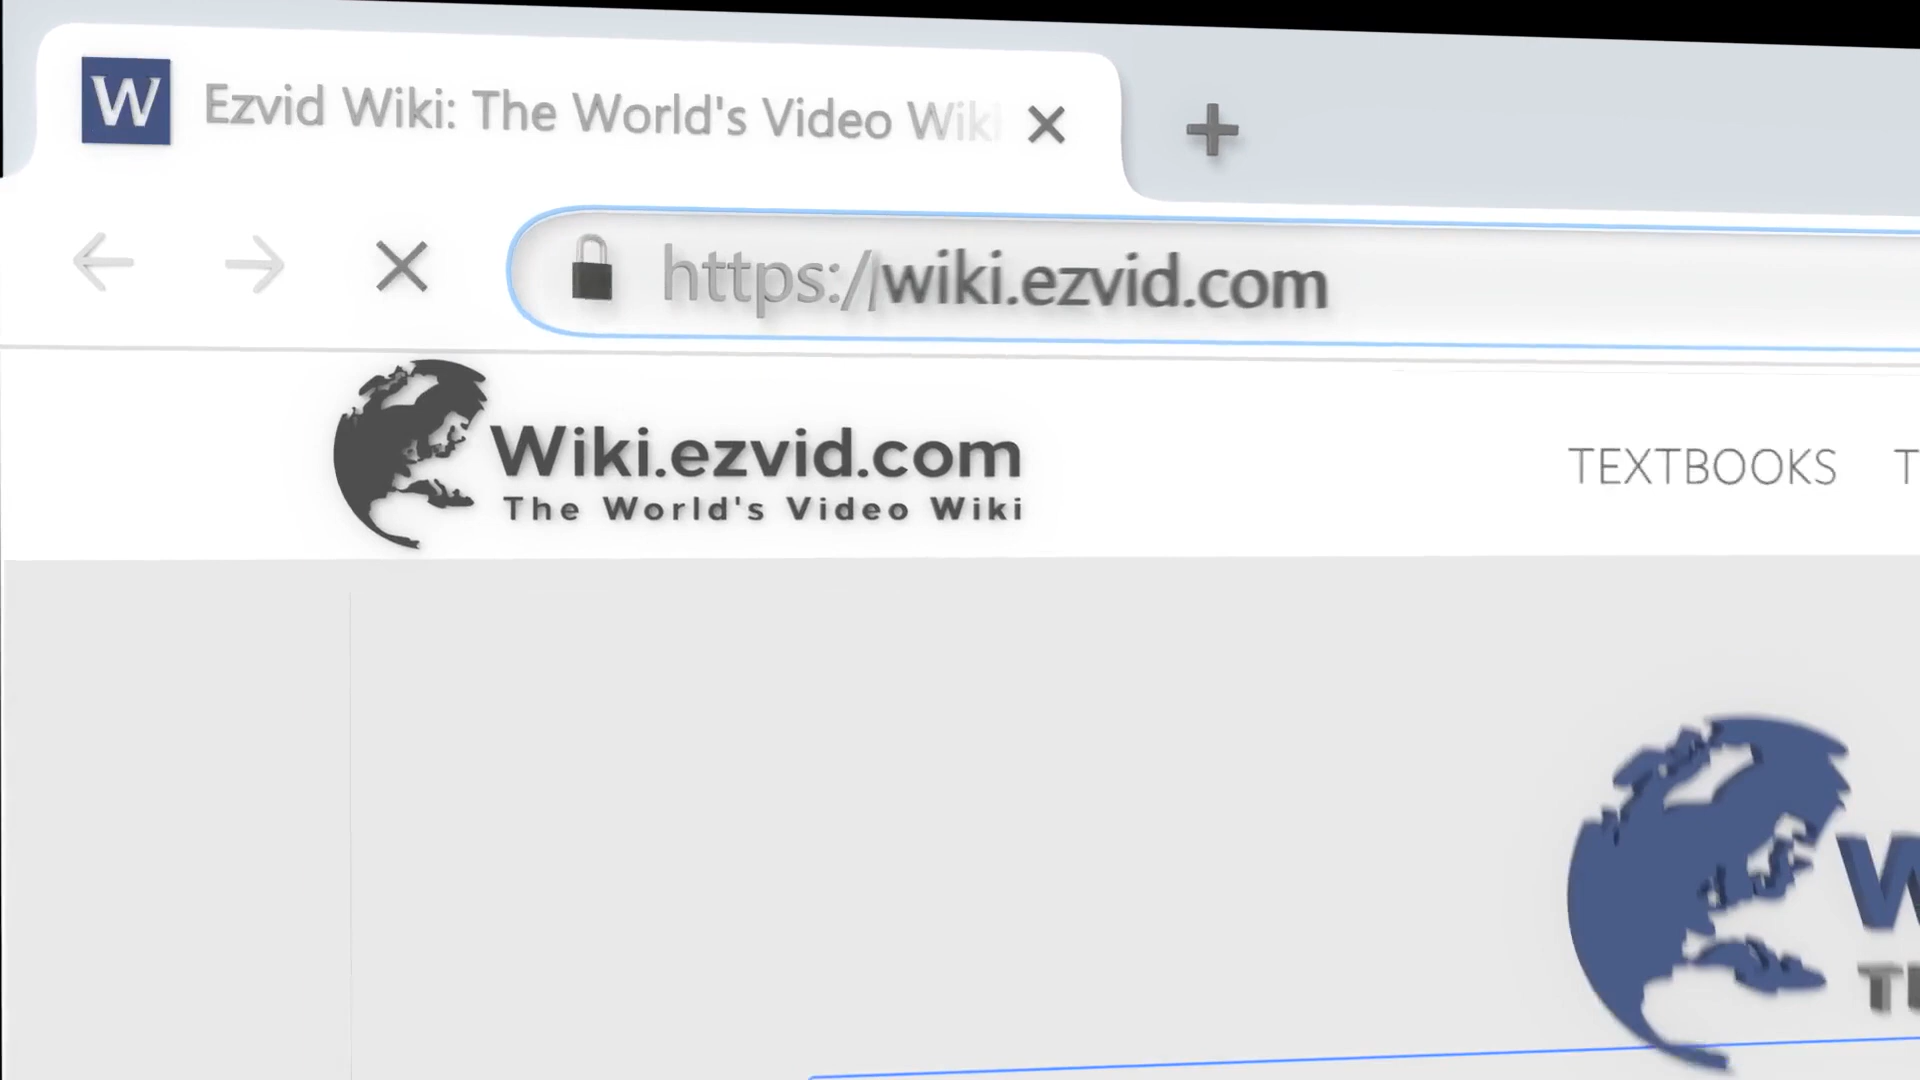 W Ezvid Wiki: The World's Video Wiki
https://wiki.ezvid.com
Wiki.ezvid.com
The World's Video Wiki
TEXTBOOKS